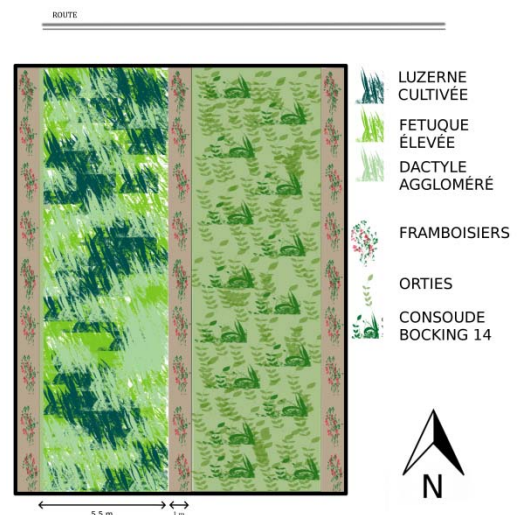 ROUTE
LUZERNE
CULTIVÉE
FETUQUE
ÉLEVÉE
DACTYLE
AGGLOMÉRÉ
FRAMBOISIERS
ORTIES
CONSOUDE
BOCKING 14
N
5.5 m
1 m